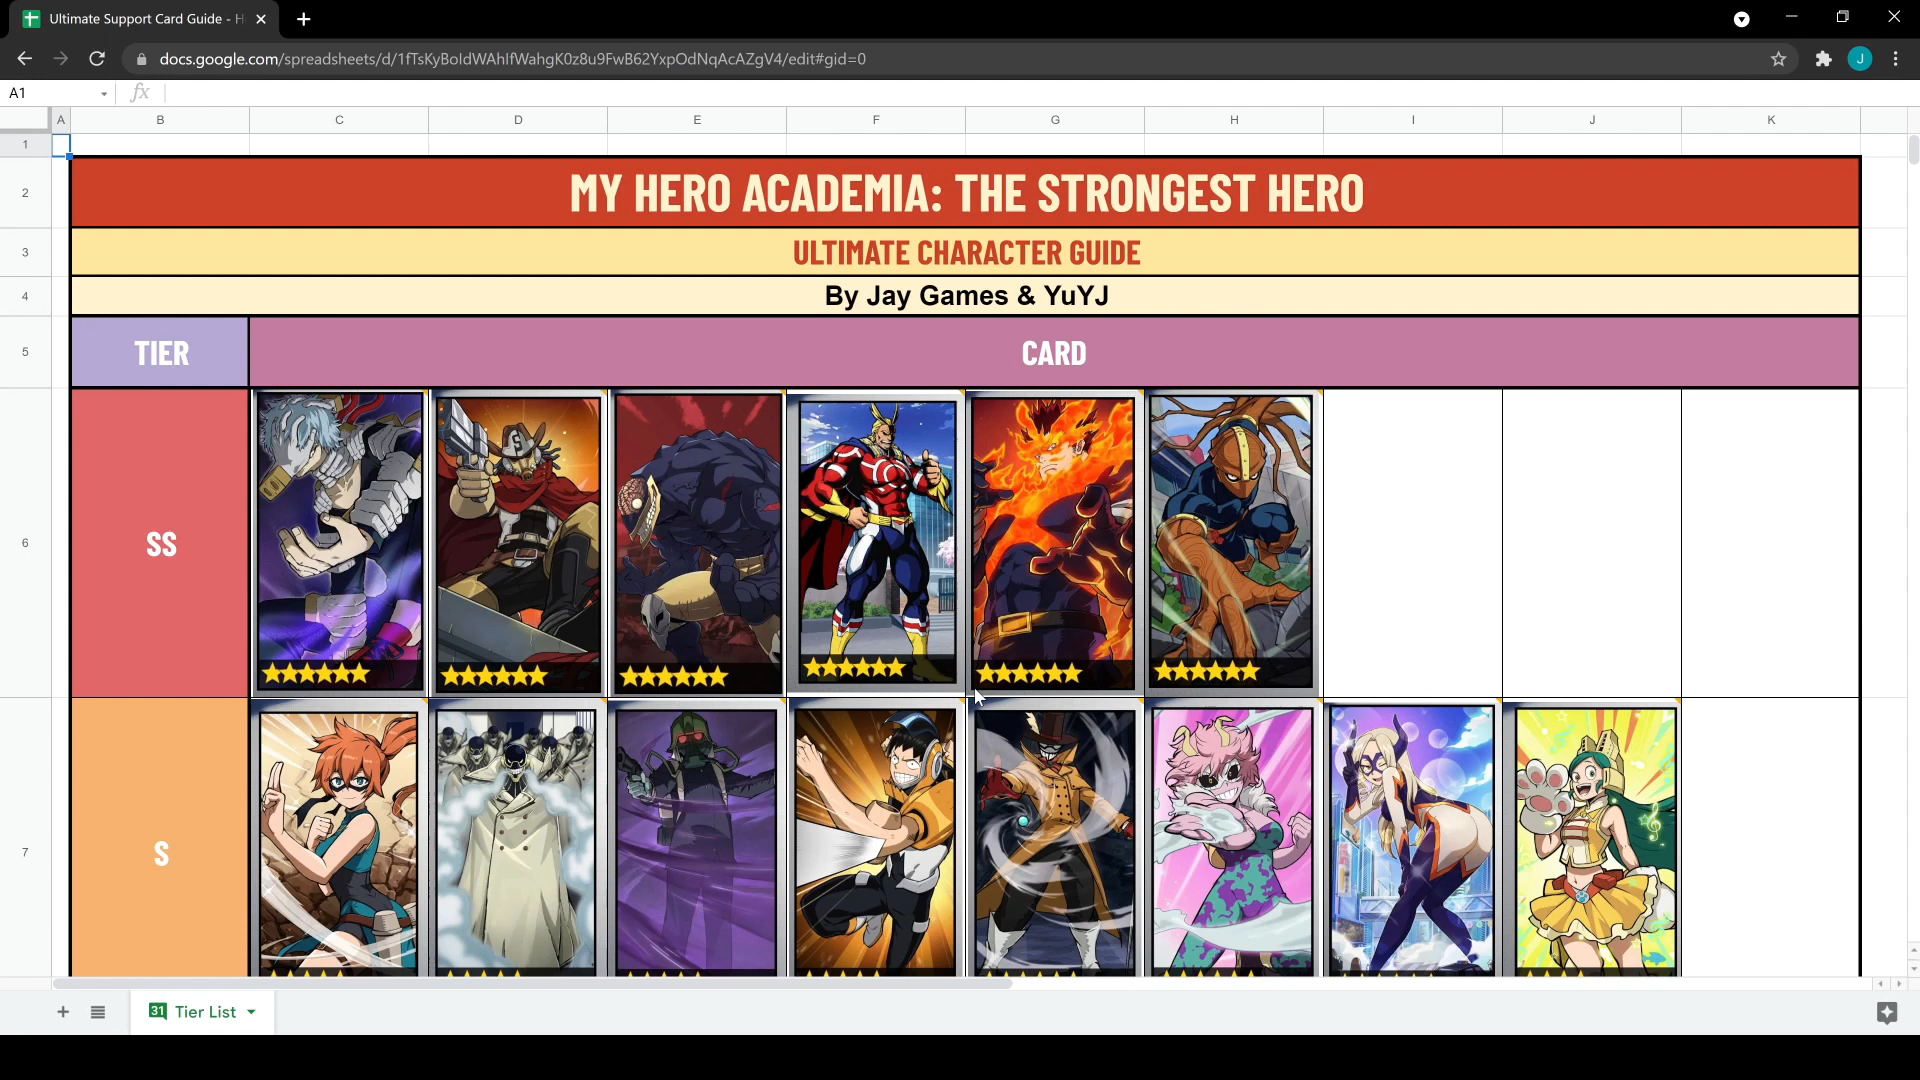 Ultimate Support Card Guide - H
docs.google.com/spreadsheets/d/1fTsKyBoldWAhlfWahgK0z8u9FwB62YxpOdNqAcAZgV4/edit#gid=0
J
A1
fx
A B C D E F G H I J K
1
2 MY HERO ACADEMIA: THE STRONGEST HERO
3 ULTIMATE CHARACTER GUIDE
4 By Jay Games & YuYJ
5 TIER CARD
6 SS
7 S
31 Tier List